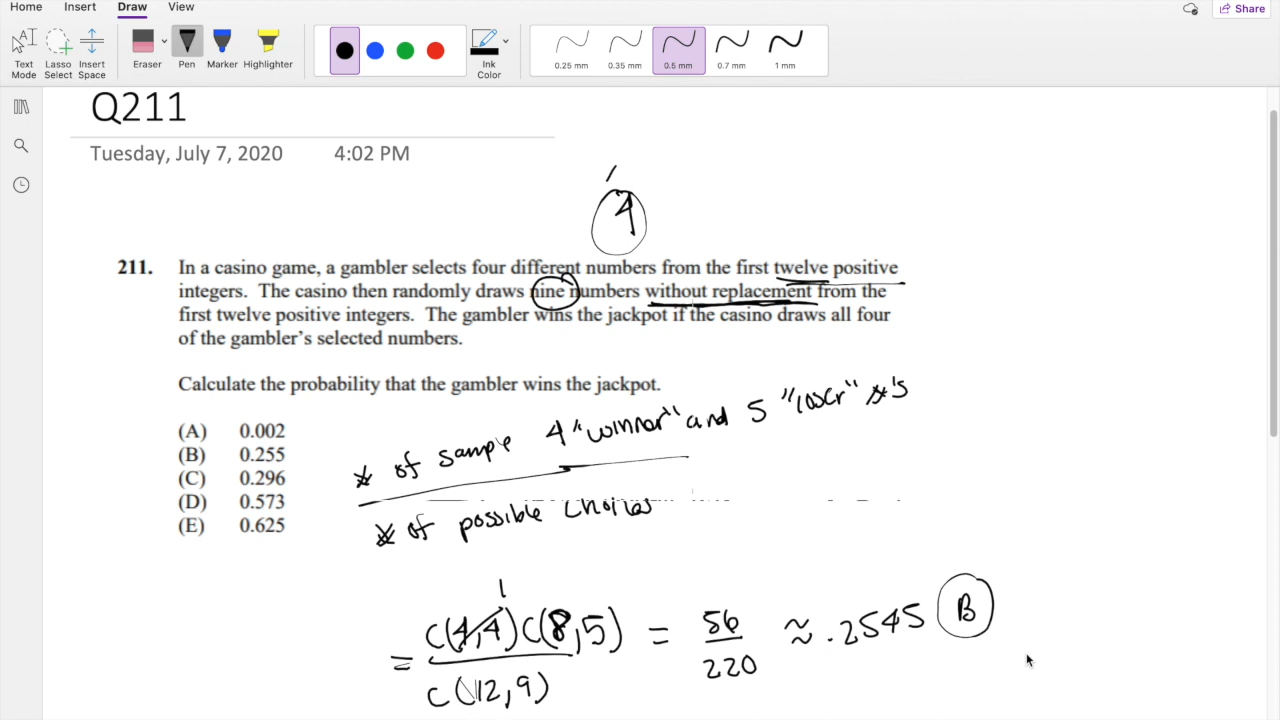 Home Insert Draw View Share
Text Mode Lasso Select Insert Space Eraser Pen Marker Highlighter Ink Color 0.25 mm 0.35 mm 0.5 mm 0.7 mm 1 mm
Q211
Tuesday, July 7, 2020 4:02 PM
4
211. In a casino game, a gambler selects four different numbers from the first twelve positive
integers. The casino then randomly draws nine numbers without replacement from the
first twelve positive integers. The gambler wins the jackpot if the casino draws all four
of the gambler's selected numbers.
Calculate the probability that the gambler wins the jackpot.
(A) 0.002
(B) 0.255
(C) 0.296
(D) 0.573
(E) 0.625
# of sample 4 "winner" and 5 "loser" #'s
# of possible choices
1
= C(4,4)C(8,5) = 56 ≈ .2545 B
C(12,9) 220